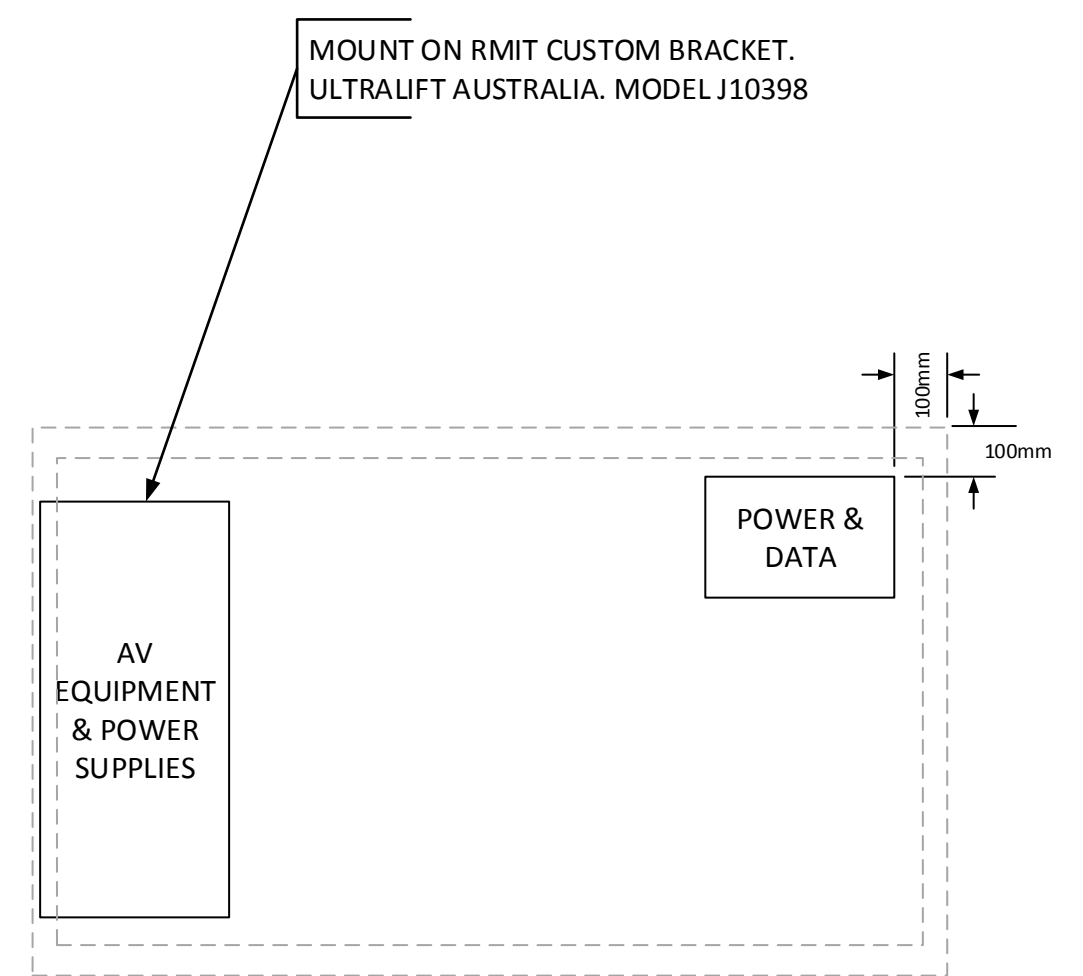 MOUNT ON RMIT CUSTOM BRACKET.
ULTRALIFT AUSTRALIA. MODEL J10398
100mm
100mm
POWER &
DATA
AV
EQUIPMENT
& POWER
SUPPLIES